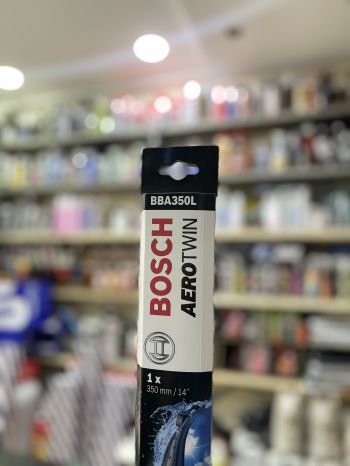 BBA350L
BOSCH
AEROTWIN
1 x
350 mm / 14"